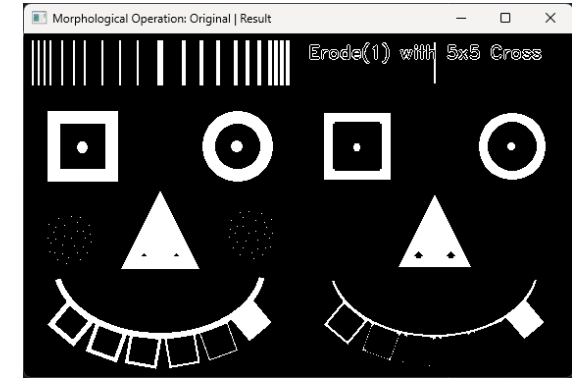 Morphological Operation: Original | Result
Erode(1) with 5x5 Cross